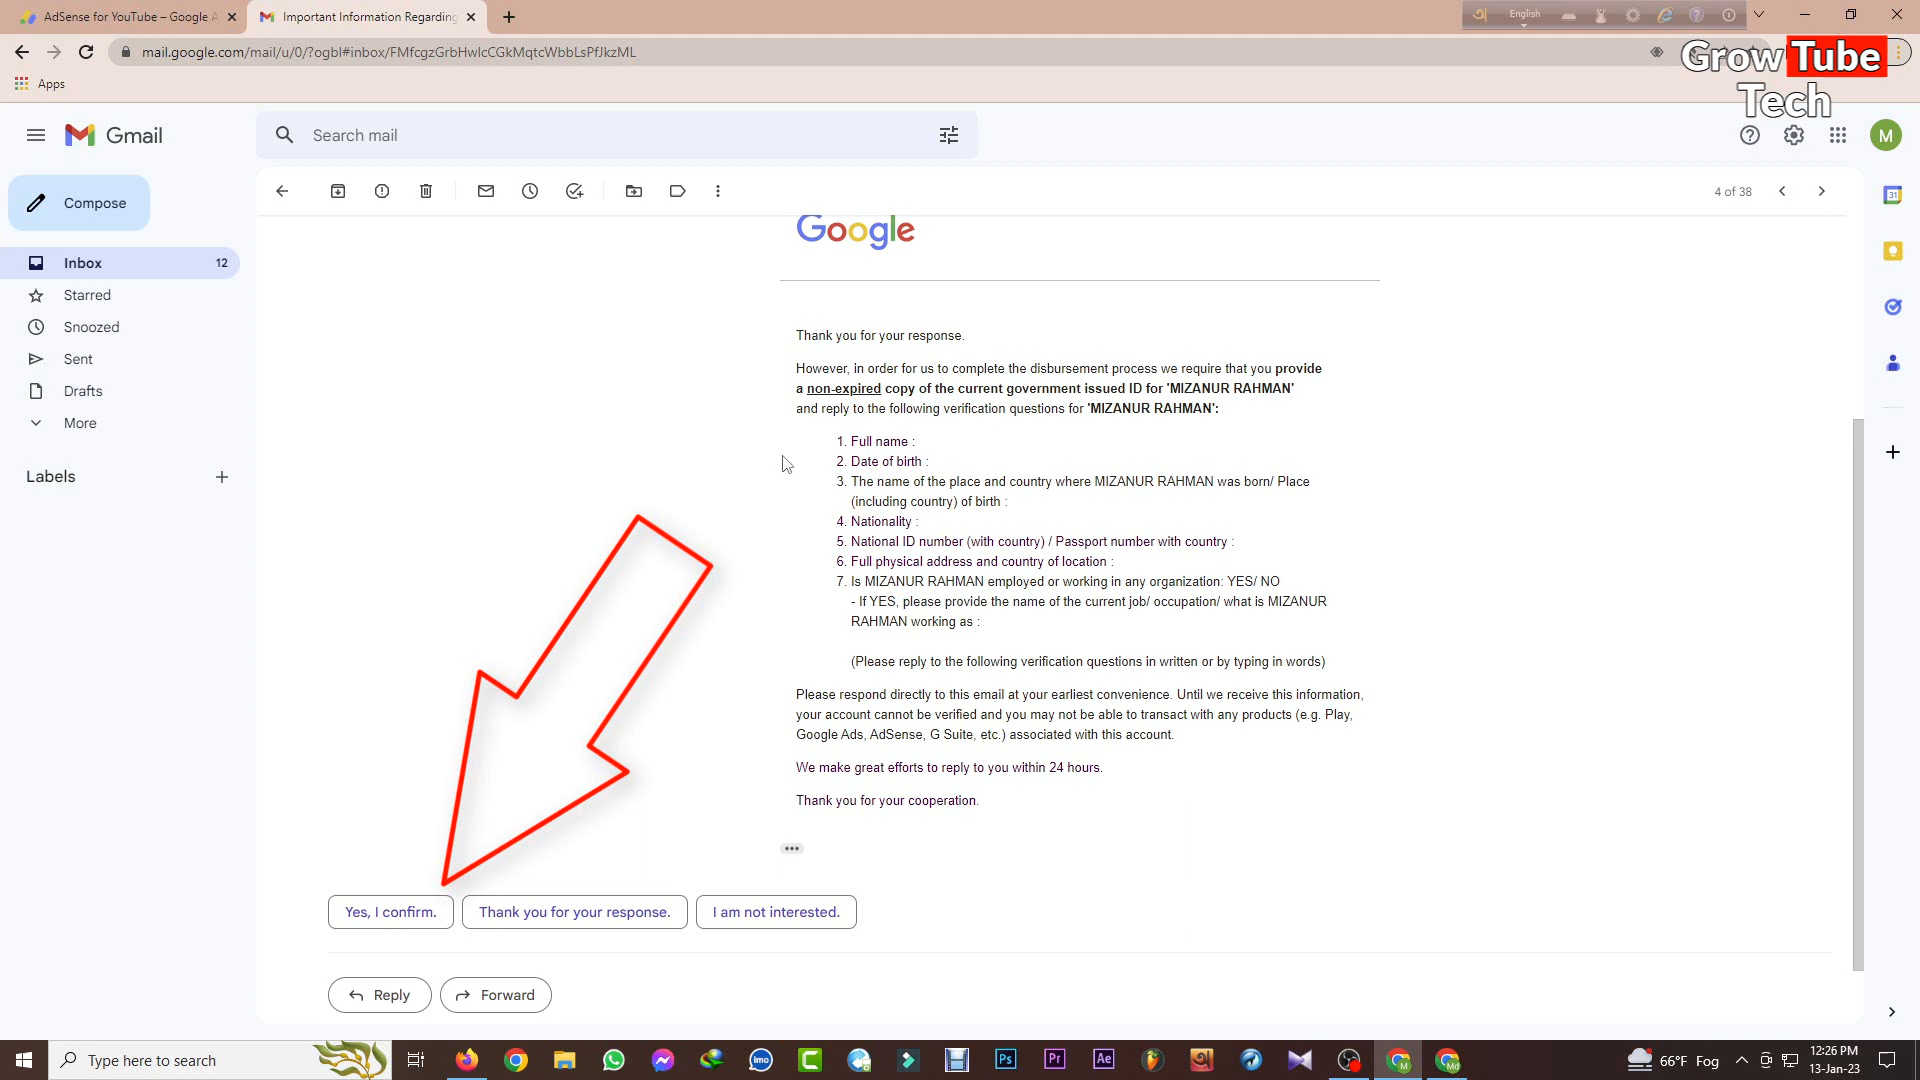 AdSense for YouTube – Google A
Important Information Regarding
English
mail.google.com/mail/u/0/?ogbl#inbox/FMfcgzGrbHwlcCGkMqtcWbbLsPfJkzML
Grow Tube
Tech
Apps
Gmail
Search mail
M
Compose
4 of 38
31
Inbox 12
Starred
Snoozed
Sent
Drafts
More
Labels
Google
Thank you for your response.
However, in order for us to complete the disbursement process we require that you provide
a non-expired copy of the current government issued ID for 'MIZANUR RAHMAN'
and reply to the following verification questions for 'MIZANUR RAHMAN':
1. Full name :
2. Date of birth :
3. The name of the place and country where MIZANUR RAHMAN was born/ Place
(including country) of birth :
4. Nationality :
5. National ID number (with country) / Passport number with country :
6. Full physical address and country of location :
7. Is MIZANUR RAHMAN employed or working in any organization: YES/ NO
- If YES, please provide the name of the current job/ occupation/ what is MIZANUR
RAHMAN working as :
(Please reply to the following verification questions in written or by typing in words)
Please respond directly to this email at your earliest convenience. Until we receive this information,
your account cannot be verified and you may not be able to transact with any products (e.g. Play,
Google Ads, AdSense, G Suite, etc.) associated with this account.
We make great efforts to reply to you within 24 hours.
Thank you for your cooperation.
Yes, I confirm.
Thank you for your response.
I am not interested.
Reply
Forward
Type here to search
imo
Ps
Pr
Ae
M
Md
66°F Fog
12:26 PM
13-Jan-23